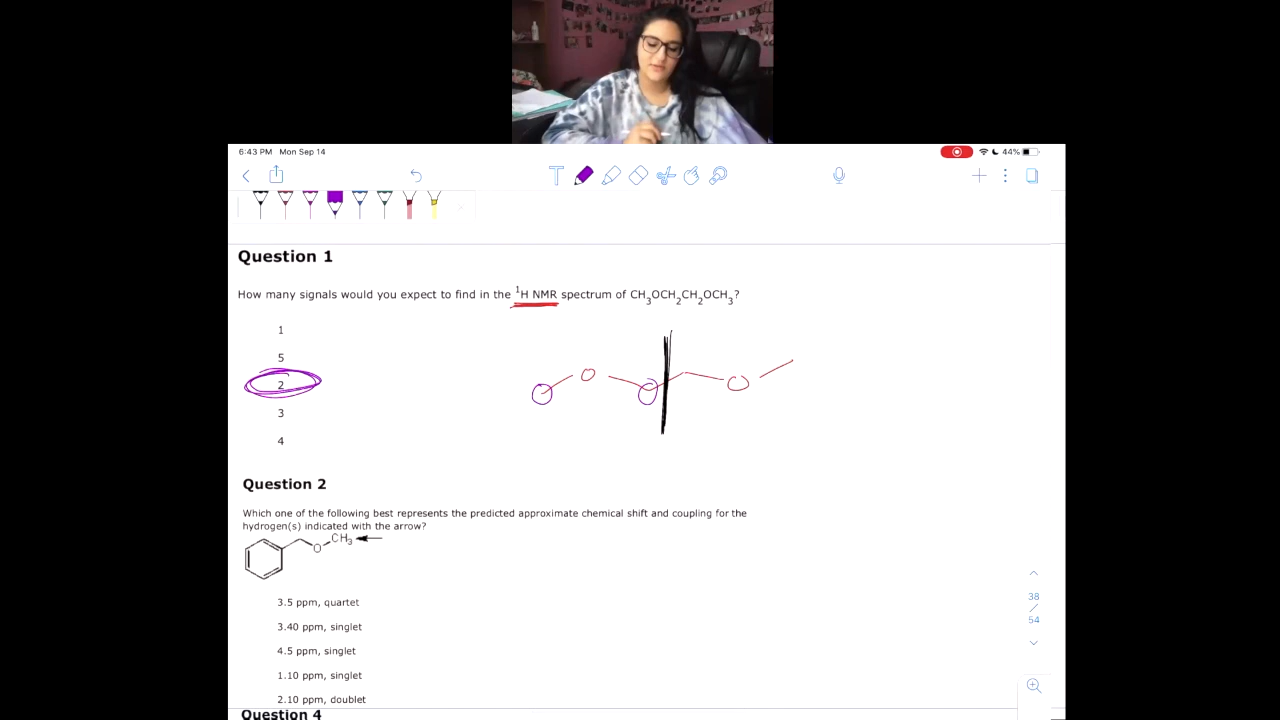 6:43 PM Mon Sep 14
44%
T
Question 1
How many signals would you expect to find in the ¹H NMR spectrum of CH₃OCH₂CH₂OCH₃?
1
5
2
3
4
O O
Question 2
Which one of the following best represents the predicted approximate chemical shift and coupling for the
hydrogen(s) indicated with the arrow?
O CH₃
3.5 ppm, quartet
3.40 ppm, singlet
4.5 ppm, singlet
1.10 ppm, singlet
2.10 ppm, doublet
38
/
54
Question 4